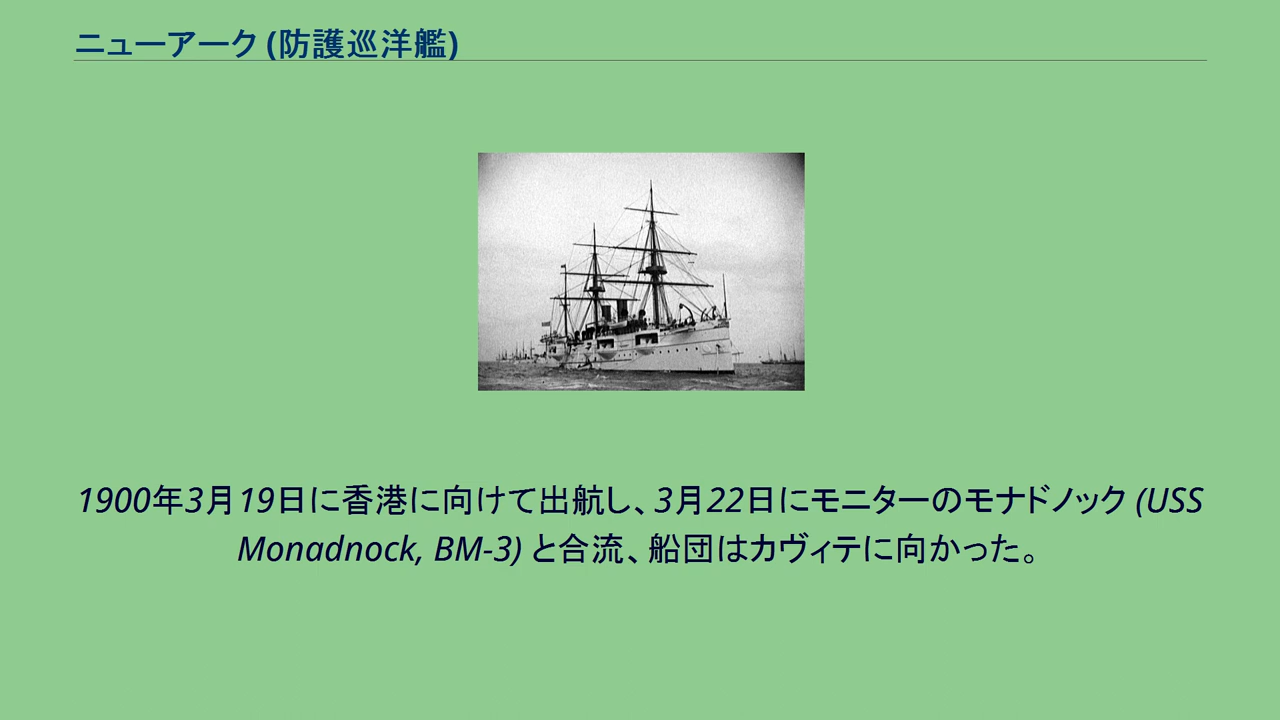 ニューアーク (防護巡洋艦)
1900年3月19日に香港に向けて出航し、3月22日にモニターのモナドノック (USS
Monadnock, BM-3) と合流、船団はカヴィテに向かった。